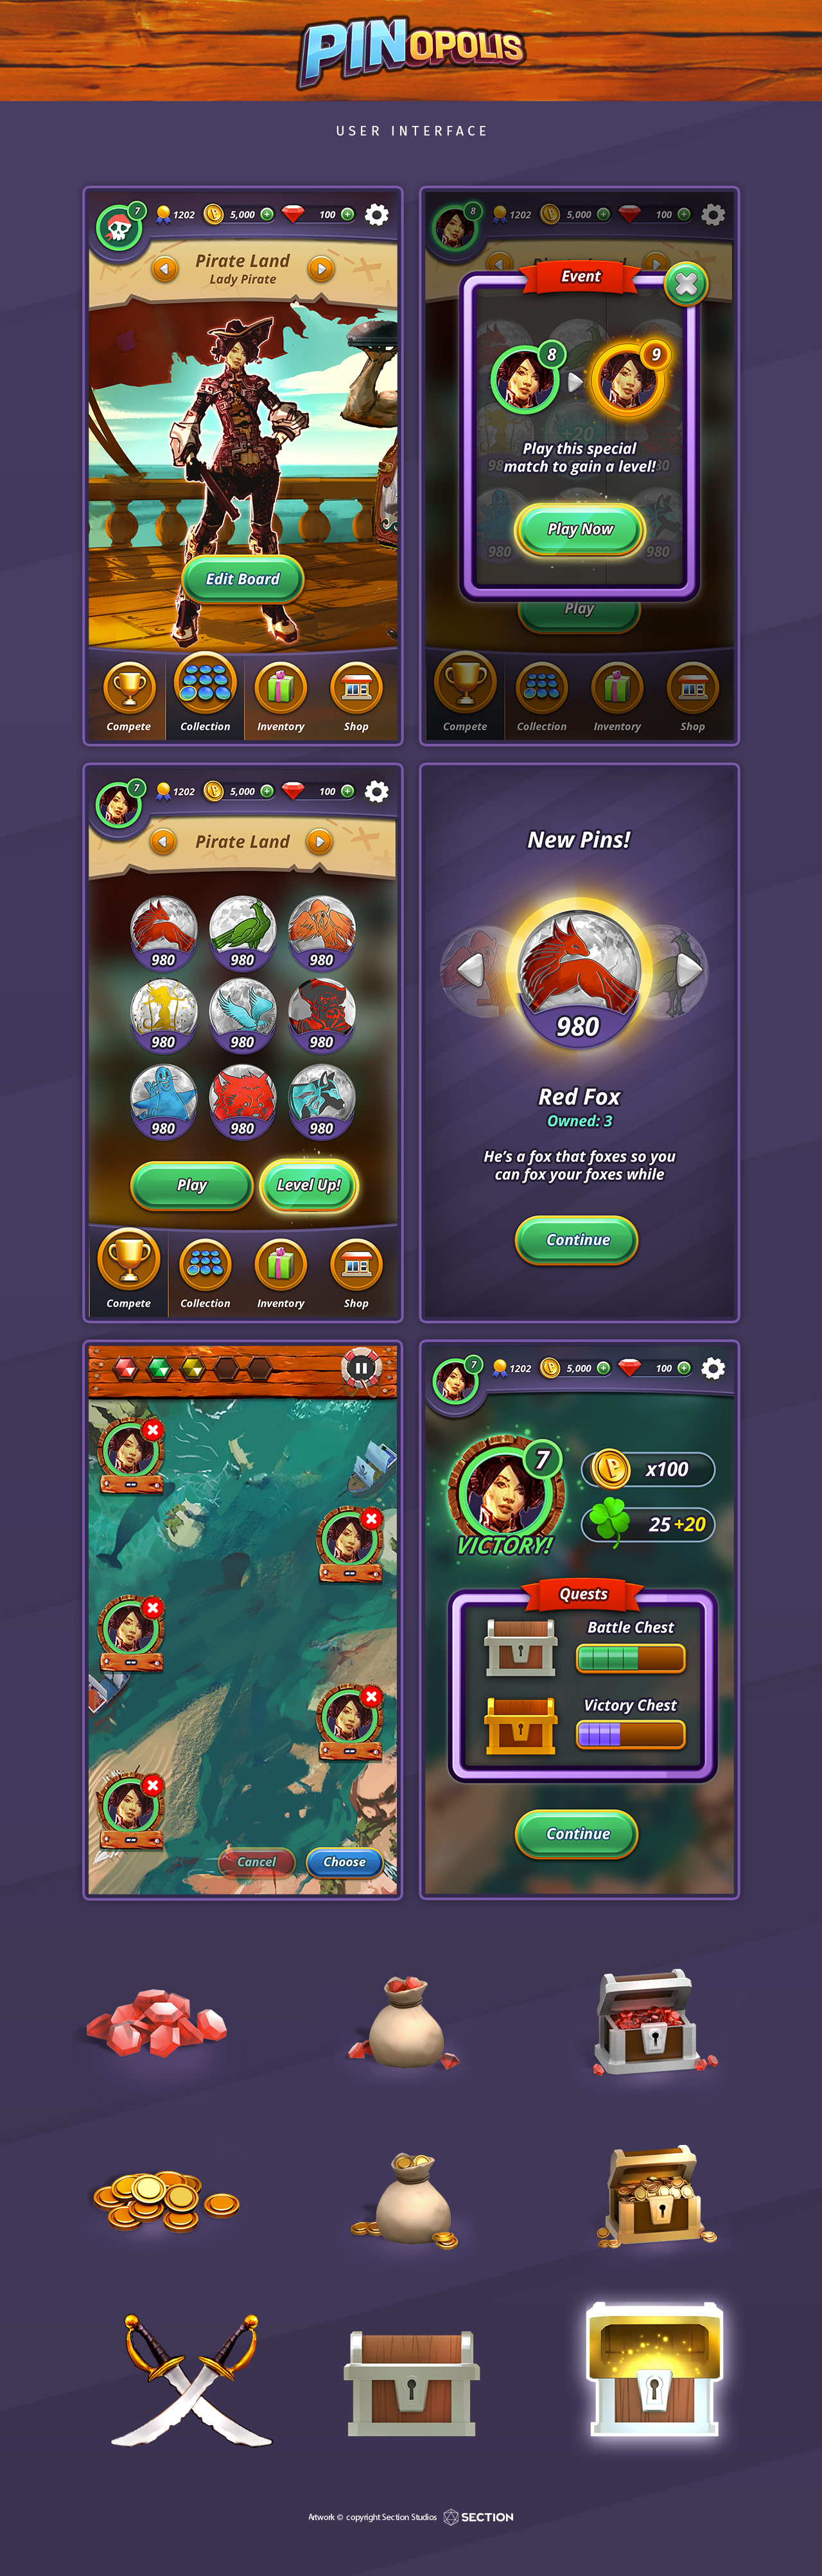 PINOPOLIS
USER INTERFACE
7
1202
5,000
100
Pirate Land
Lady Pirate
Edit Board
Compete
Collection
Inventory
Shop
8
1202
5,000
100
Event
8
9
+20
Play this special
match to gain a level!
980
980
980
Play Now
Play
Compete
Collection
Inventory
Shop
7
1202
5,000
100
Pirate Land
980
980
980
980
980
980
980
980
980
Play
Level Up!
Compete
Collection
Inventory
Shop
New Pins!
980
Red Fox
Owned: 3
He's a fox that foxes so you
can fox your foxes while
Continue
--
--
--
--
--
Cancel
Choose
7
1202
5,000
100
7
VICTORY!
x100
25 +20
Quests
Battle Chest
Victory Chest
Continue
Artwork © copyright Section Studios
SECTION